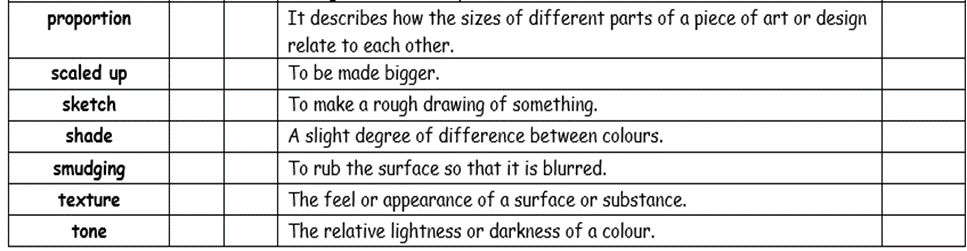 proportion It describes how the sizes of different parts of a piece of art or design
relate to each other.
scaled up To be made bigger.
sketch To make a rough drawing of something.
shade A slight degree of difference between colours.
smudging To rub the surface so that it is blurred.
texture The feel or appearance of a surface or substance.
tone The relative lightness or darkness of a colour.